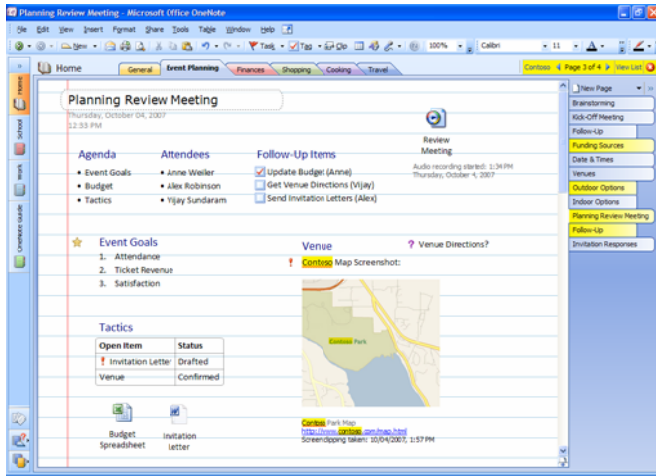 Planning Review Meeting - Microsoft Office OneNote
File Edit View Insert Format Share Tools Table Window Help
New Task Tag Go 100% Calibri 11
Home General Event Planning Finances Shopping Cooking Travel
Contoso Page 3 of 4 View List
Home
School
Work
OneNote Guide
Planning Review Meeting
Thursday, October 04, 2007
12:33 PM
Review
Meeting
Audio recording started: 1:34 PM
Thursday, October 4, 2007
Agenda
• Event Goals
• Budget
• Tactics
Attendees
• Anne Weiler
• Alex Robinson
• Vijay Sundaram
Follow-Up Items
Update Budget (Anne)
Get Venue Directions (Vijay)
Send Invitation Letters (Alex)
Event Goals
1. Attendance
2. Ticket Revenue
3. Satisfaction
Venue
? Venue Directions?
! Contoso Map Screenshot:
Contoso Park
Contoso Park Map
http://www.contoso.com/map.html
Screenclipping taken: 10/04/2007, 1:57 PM
Tactics
Open Item Status
! Invitation Letter Drafted
Venue Confirmed
Budget
Spreadsheet
Invitation
Letter
New Page
Brainstorming
Kick-Off Meeting
Follow-Up
Funding Sources
Date & Times
Venues
Outdoor Options
Indoor Options
Planning Review Meeting
Follow-Up
Invitation Responses